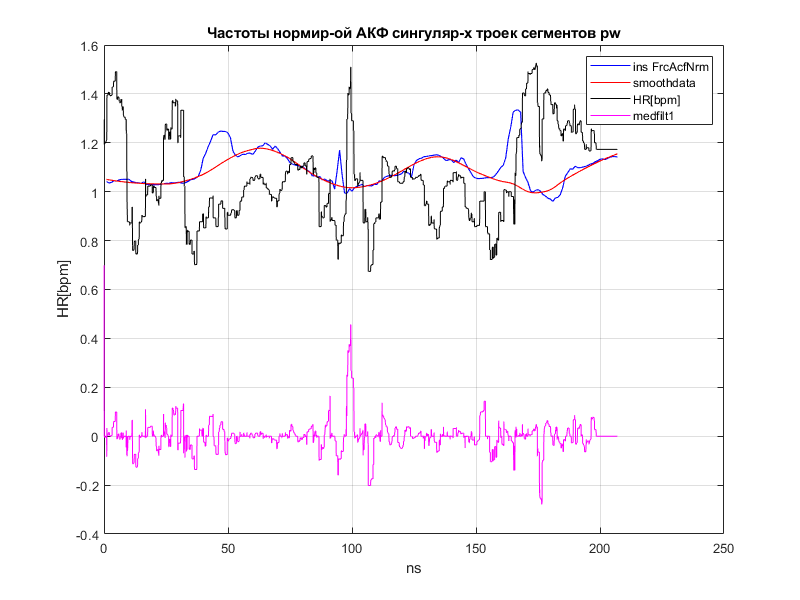 Частоты нормир-ой АКФ сингуляр-х троек сегментов pw
ins FrcAcfNrm
smoothdata
HR[bpm]
medfilt1
HR[bpm]
1.6
1.4
1.2
1
0.8
0.6
0.4
0.2
0
-0.2
-0.4
0 50 100 150 200 250
ns